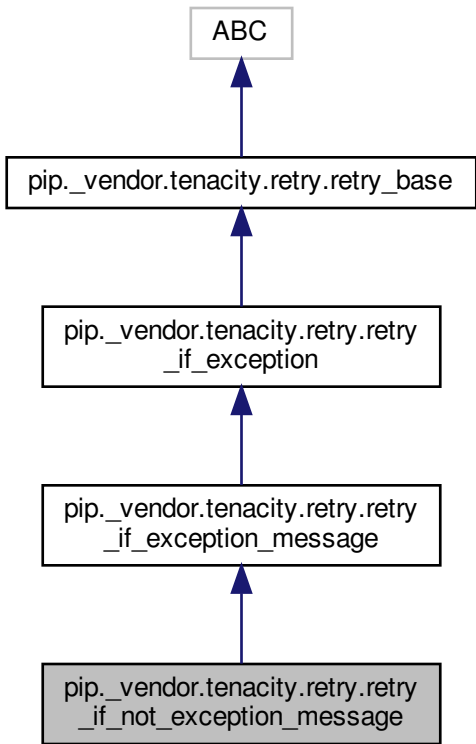 ABC
pip._vendor.tenacity.retry.retry_base
pip._vendor.tenacity.retry.retry
_if_exception
pip._vendor.tenacity.retry.retry
_if_exception_message
pip._vendor.tenacity.retry.retry
_if_not_exception_message